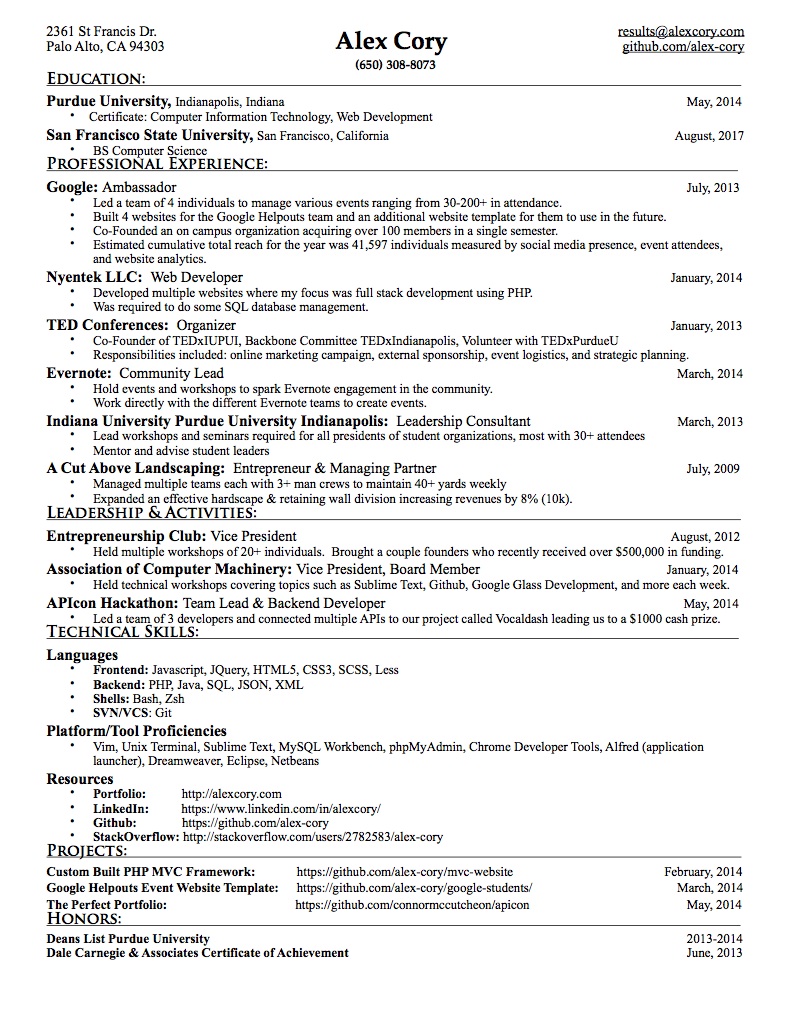 2361 St Francis Dr.
Palo Alto, CA 94303
Alex Cory
(650) 308-8073
results@alexcory.com
github.com/alex-cory
EDUCATION:
Purdue University, Indianapolis, Indiana May, 2014
• Certificate: Computer Information Technology, Web Development
San Francisco State University, San Francisco, California August, 2017
• BS Computer Science
PROFESSIONAL EXPERIENCE:
Google: Ambassador July, 2013
• Led a team of 4 individuals to manage various events ranging from 30-200+ in attendance.
• Built 4 websites for the Google Helpouts team and an additional website template for them to use in the future.
• Co-Founded an on campus organization acquiring over 100 members in a single semester.
• Estimated cumulative total reach for the year was 41,597 individuals measured by social media presence, event attendees,
and website analytics.
Nyentek LLC: Web Developer January, 2014
• Developed multiple websites where my focus was full stack development using PHP.
• Was required to do some SQL database management.
TED Conferences: Organizer January, 2013
• Co-Founder of TEDxIUPUI, Backbone Committee TEDxIndianapolis, Volunteer with TEDxPurdueU
• Responsibilities included: online marketing campaign, external sponsorship, event logistics, and strategic planning.
Evernote: Community Lead March, 2014
• Hold events and workshops to spark Evernote engagement in the community.
• Work directly with the different Evernote teams to create events.
Indiana University Purdue University Indianapolis: Leadership Consultant March, 2013
• Lead workshops and seminars required for all presidents of student organizations, most with 30+ attendees
• Mentor and advise student leaders
A Cut Above Landscaping: Entrepreneur & Managing Partner July, 2009
• Managed multiple teams each with 3+ man crews to maintain 40+ yards weekly
• Expanded an effective hardscape & retaining wall division increasing revenues by 8% (10k).
LEADERSHIP & ACTIVITIES:
Entrepreneurship Club: Vice President August, 2012
• Held multiple workshops of 20+ individuals. Brought a couple founders who recently received over $500,000 in funding.
Association of Computer Machinery: Vice President, Board Member January, 2014
• Held technical workshops covering topics such as Sublime Text, Github, Google Glass Development, and more each week.
APIcon Hackathon: Team Lead & Backend Developer May, 2014
• Led a team of 3 developers and connected multiple APIs to our project called Vocaldash leading us to a $1000 cash prize.
TECHNICAL SKILLS:
Languages
• Frontend: Javascript, JQuery, HTML5, CSS3, SCSS, Less
• Backend: PHP, Java, SQL, JSON, XML
• Shells: Bash, Zsh
• SVN/VCS: Git
Platform/Tool Proficiencies
• Vim, Unix Terminal, Sublime Text, MySQL Workbench, phpMyAdmin, Chrome Developer Tools, Alfred (application
launcher), Dreamweaver, Eclipse, Netbeans
Resources
• Portfolio: http://alexcory.com
• LinkedIn: https://www.linkedin.com/in/alexcory/
• Github: https://github.com/alex-cory
• StackOverflow: http://stackoverflow.com/users/2782583/alex-cory
PROJECTS:
Custom Built PHP MVC Framework: https://github.com/alex-cory/mvc-website February, 2014
Google Helpouts Event Website Template: https://github.com/alex-cory/google-students/ March, 2014
The Perfect Portfolio: https://github.com/connormccutcheon/apicon May, 2014
HONORS:
Deans List Purdue University 2013-2014
Dale Carnegie & Associates Certificate of Achievement June, 2013